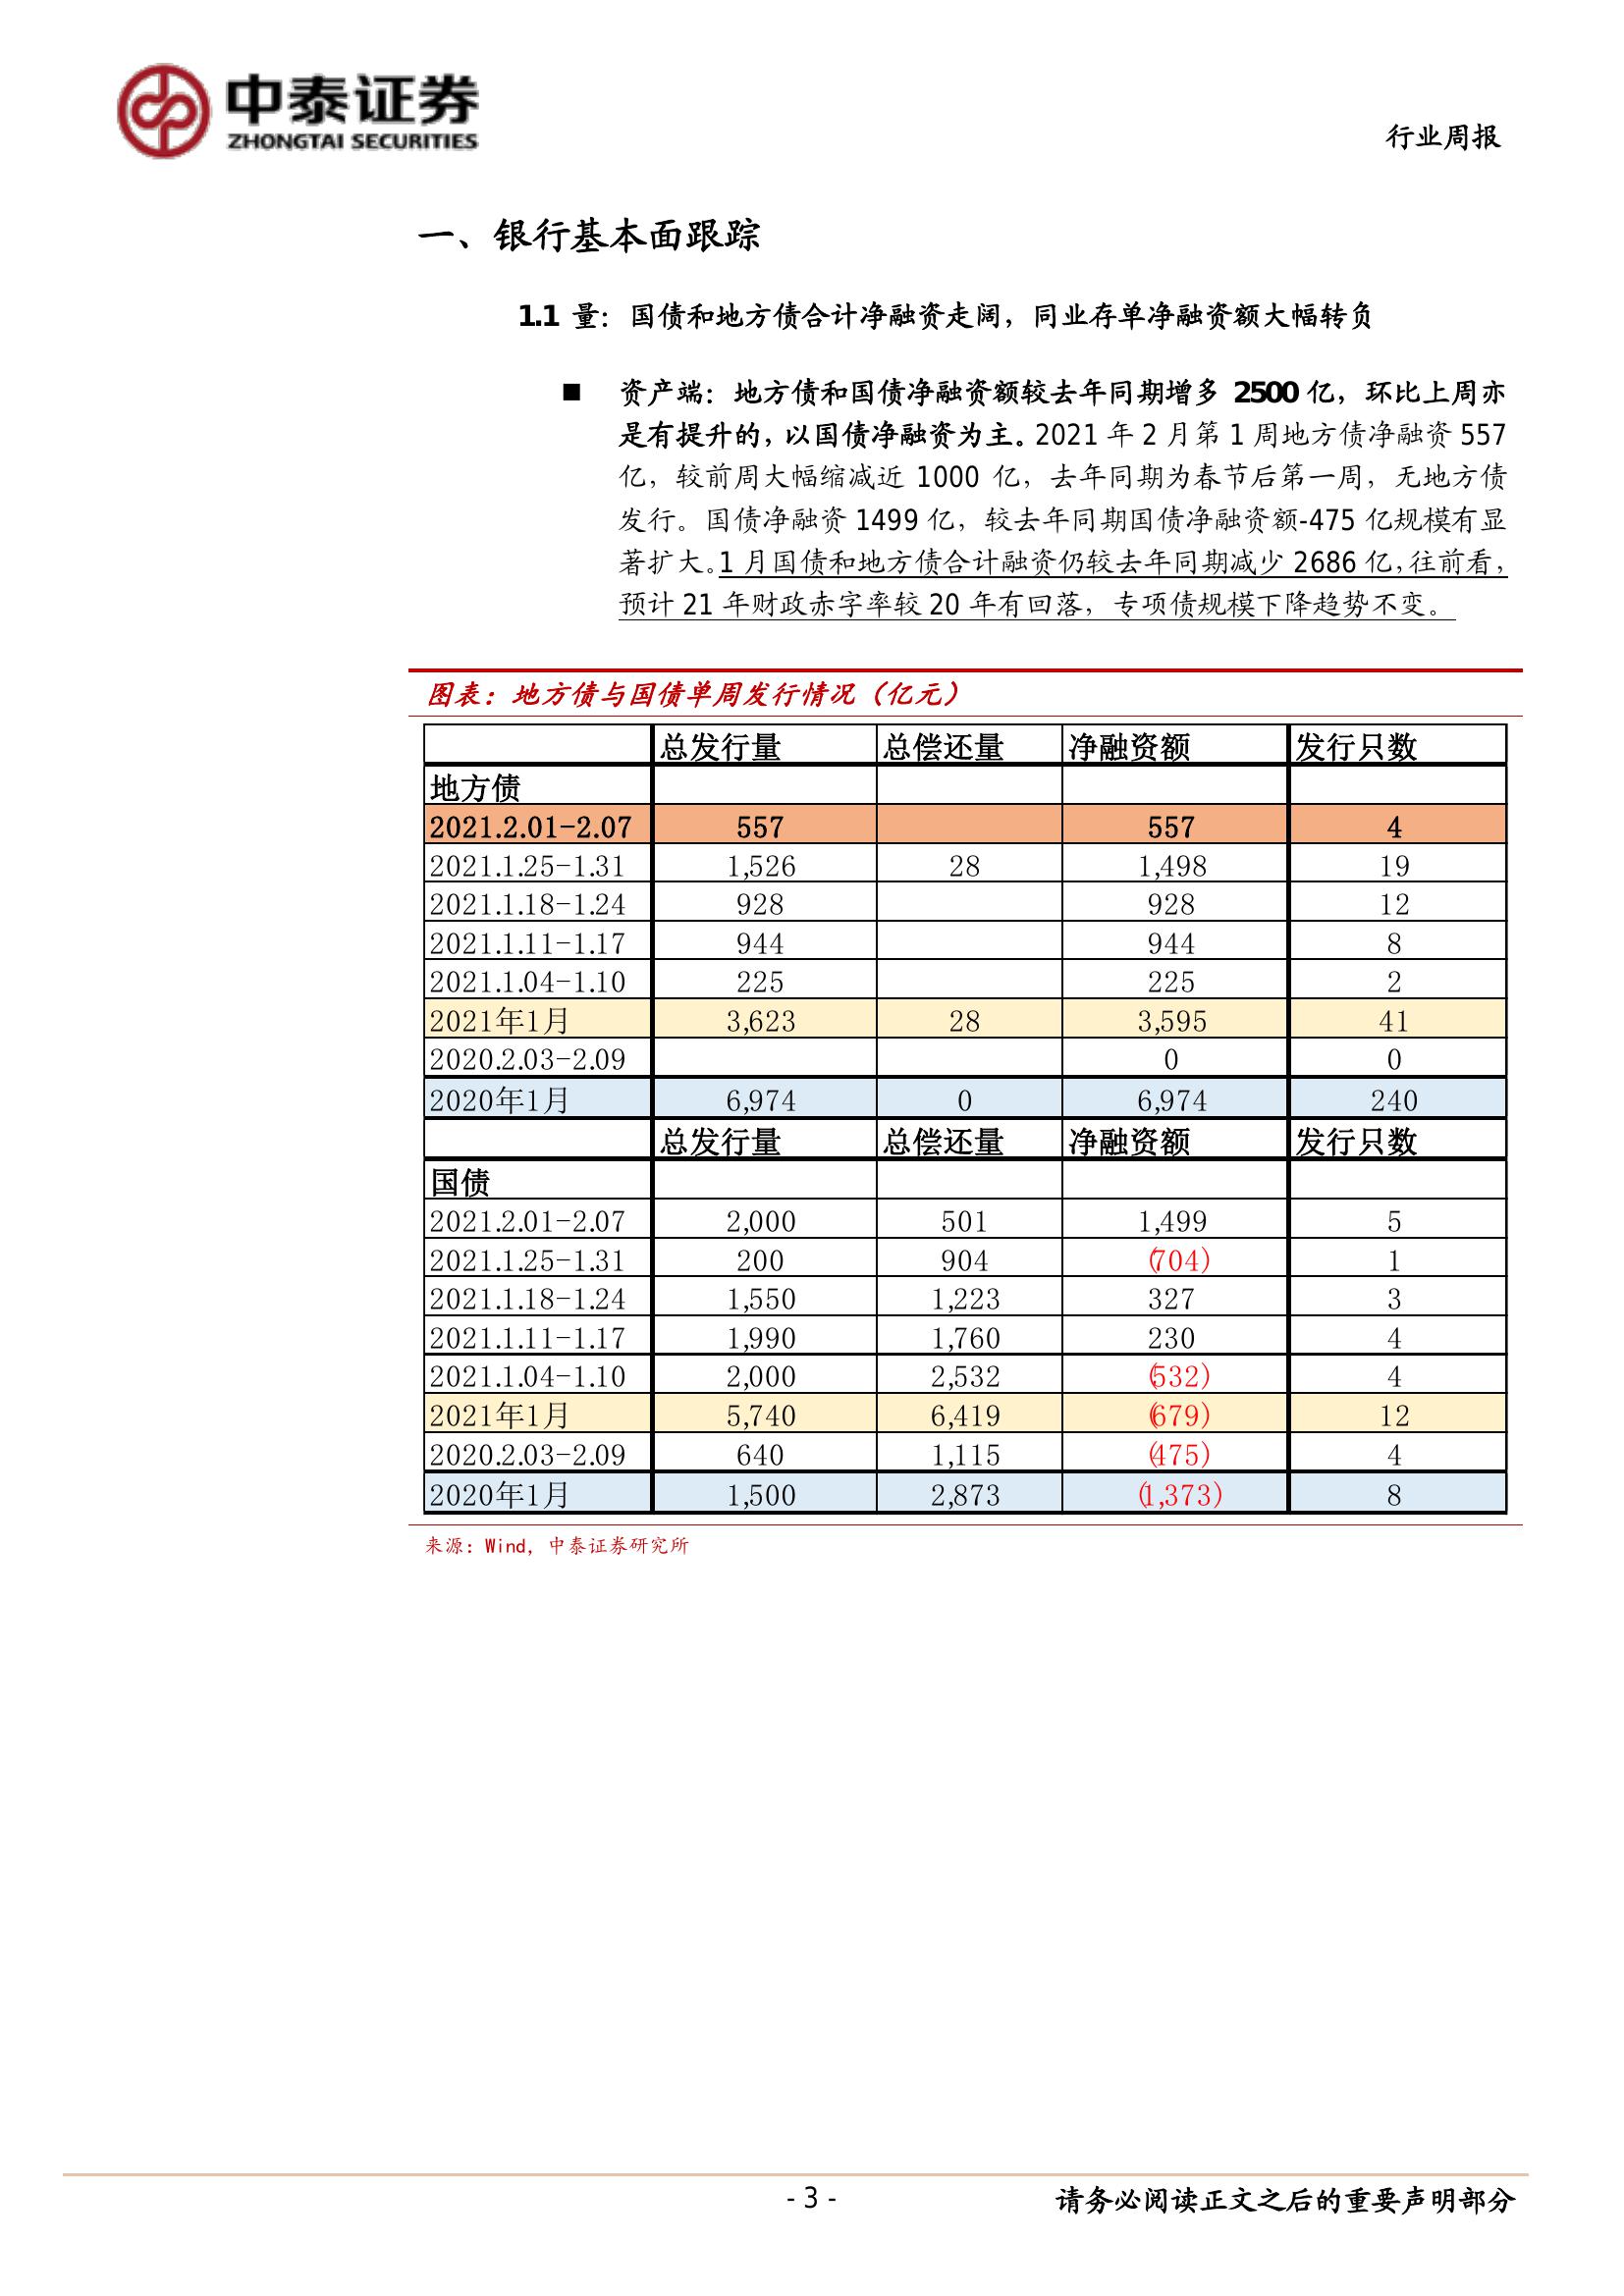 中泰证券
ZHONGTAI SECURITIES
行业周报
一、银行基本面跟踪
1.1 量：国债和地方债合计净融资走阔，同业存单净融资额大幅转负
■ 资产端：地方债和国债净融资额较去年同期增多 2500 亿，环比上周亦
是有提升的，以国债净融资为主。2021 年 2 月第 1 周地方债净融资 557
亿，较前周大幅缩减近 1000 亿，去年同期为春节后第一周，无地方债
发行。国债净融资 1499 亿，较去年同期国债净融资额-475 亿规模有显
著扩大。1 月国债和地方债合计融资仍较去年同期减少 2686 亿，往前看，
预计 21 年财政赤字率较 20 年有回落，专项债规模下降趋势不变。
图表：地方债与国债单周发行情况（亿元）
总发行量 总偿还量 净融资额 发行只数
地方债
2021.2.01-2.07 557 557 4
2021.1.25-1.31 1,526 28 1,498 19
2021.1.18-1.24 928 928 12
2021.1.11-1.17 944 944 8
2021.1.04-1.10 225 225 2
2021年1月 3,623 28 3,595 41
2020.2.03-2.09 0 0
2020年1月 6,974 0 6,974 240
总发行量 总偿还量 净融资额 发行只数
国债
2021.2.01-2.07 2,000 501 1,499 5
2021.1.25-1.31 200 904 (704) 1
2021.1.18-1.24 1,550 1,223 327 3
2021.1.11-1.17 1,990 1,760 230 4
2021.1.04-1.10 2,000 2,532 (532) 4
2021年1月 5,740 6,419 (679) 12
2020.2.03-2.09 640 1,115 (475) 4
2020年1月 1,500 2,873 (1,373) 8
来源：Wind，中泰证券研究所
- 3 -
请务必阅读正文之后的重要声明部分